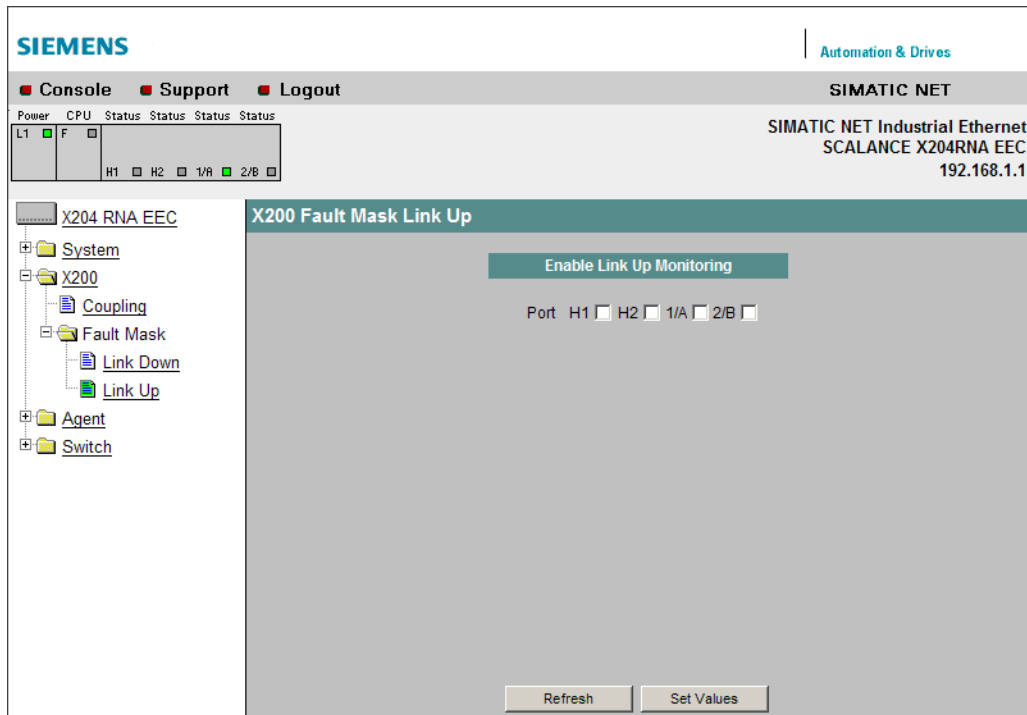 SIEMENS
Automation & Drives
Console Support Logout SIMATIC NET
Power CPU Status Status Status Status
L1 F
H1 H2 1/A 2/B
SIMATIC NET Industrial Ethernet
SCALANCE X204RNA EEC
192.168.1.1
X204 RNA EEC
System
X200
Coupling
Fault Mask
Link Down
Link Up
Agent
Switch
X200 Fault Mask Link Up
Enable Link Up Monitoring
Port H1 H2 1/A 2/B
Refresh Set Values